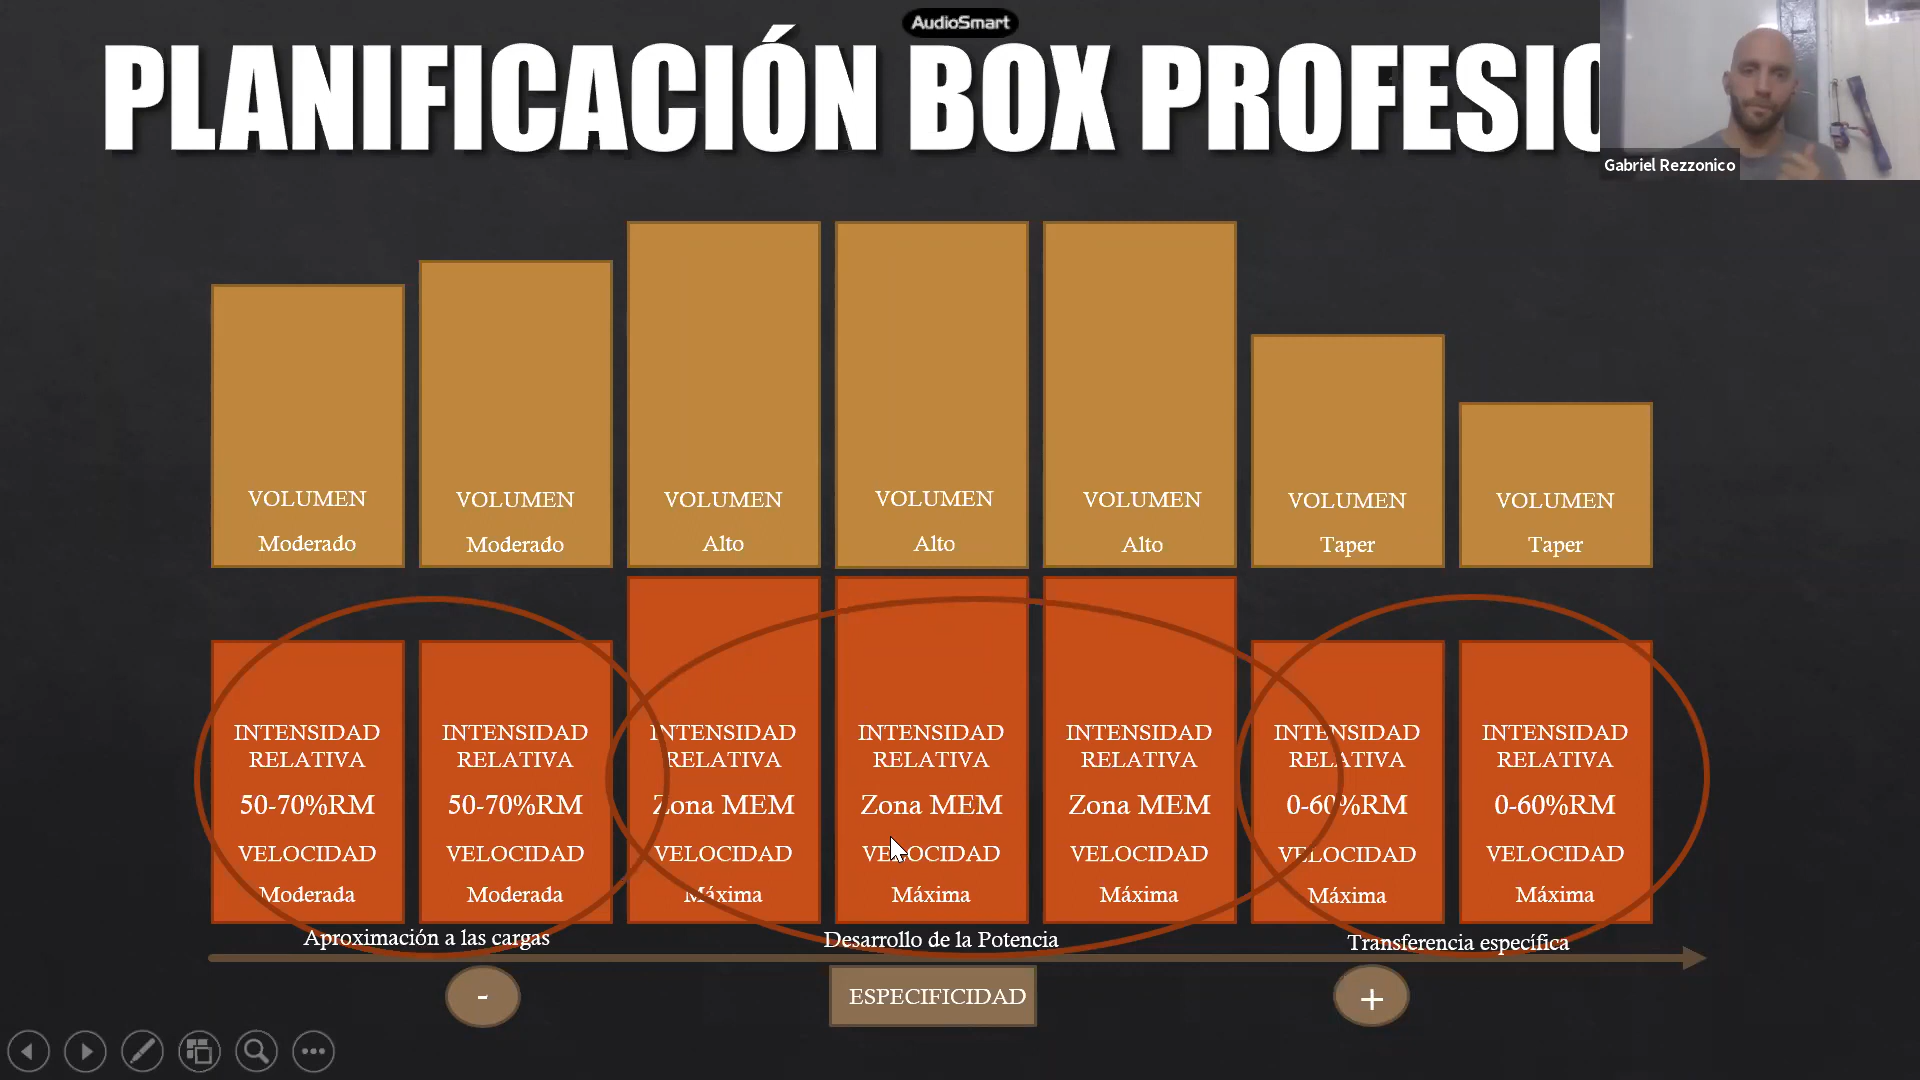 AudioSmart
PLANIFICACIÓN BOX PROFESIO
Gabriel Rezzonico
VOLUMEN
Moderado
VOLUMEN
Moderado
VOLUMEN
Alto
VOLUMEN
Alto
VOLUMEN
Alto
VOLUMEN
Taper
VOLUMEN
Taper
INTENSIDAD
RELATIVA
50-70%RM
VELOCIDAD
Moderada
INTENSIDAD
RELATIVA
50-70%RM
VELOCIDAD
Moderada
INTENSIDAD
RELATIVA
Zona MEM
VELOCIDAD
Máxima
INTENSIDAD
RELATIVA
Zona MEM
VELOCIDAD
Máxima
INTENSIDAD
RELATIVA
Zona MEM
VELOCIDAD
Máxima
INTENSIDAD
RELATIVA
0-60%RM
VELOCIDAD
Máxima
INTENSIDAD
RELATIVA
0-60%RM
VELOCIDAD
Máxima
Aproximación a las cargas
Desarrollo de la Potencia
Transferencia específica
-
ESPECIFICIDAD
+